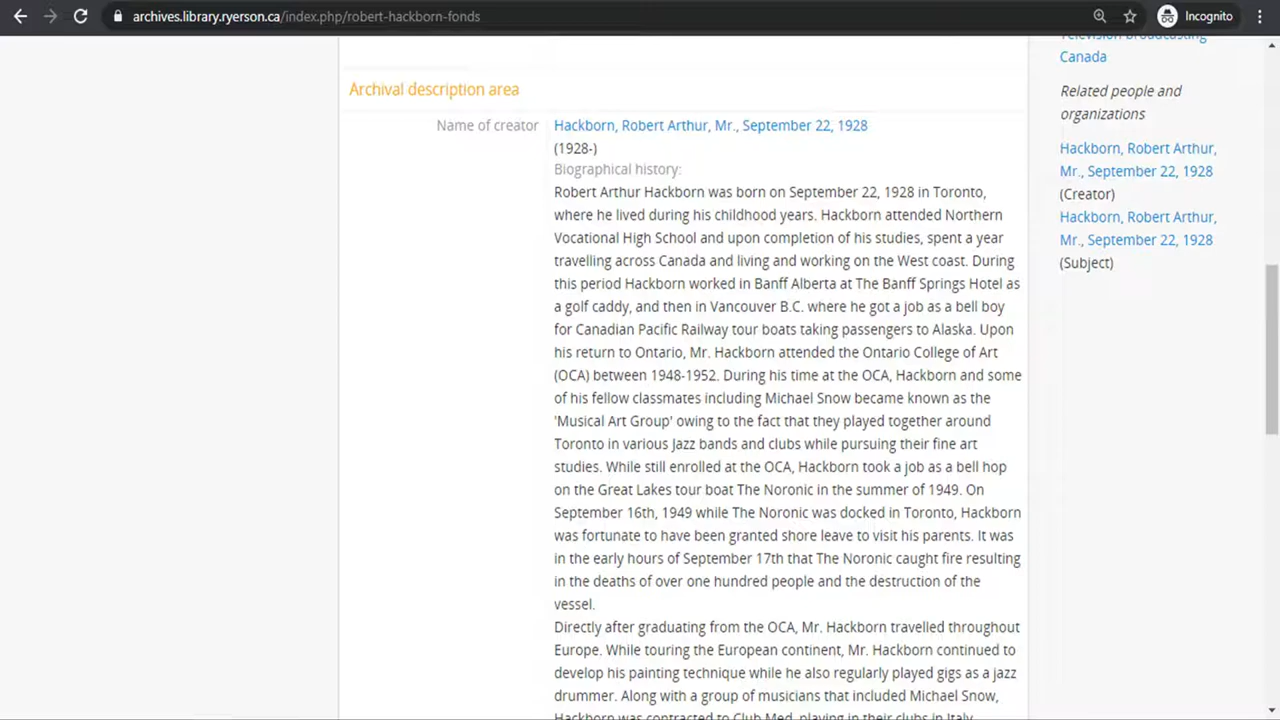 archives.library.ryerson.ca/index.php/robert-hackborn-fonds
Incognito
Archival description area
Name of creator
Hackborn, Robert Arthur, Mr., September 22, 1928
(1928-)
Biographical history:
Robert Arthur Hackborn was born on September 22, 1928 in Toronto,
where he lived during his childhood years. Hackborn attended Northern
Vocational High School and upon completion of his studies, spent a year
travelling across Canada and living and working on the West coast. During
this period Hackborn worked in Banff Alberta at The Banff Springs Hotel as
a golf caddy, and then in Vancouver B.C. where he got a job as a bell boy
for Canadian Pacific Railway tour boats taking passengers to Alaska. Upon
his return to Ontario, Mr. Hackborn attended the Ontario College of Art
(OCA) between 1948-1952. During his time at the OCA, Hackborn and some
of his fellow classmates including Michael Snow became known as the
'Musical Art Group' owing to the fact that they played together around
Toronto in various Jazz bands and clubs while pursuing their fine art
studies. While still enrolled at the OCA, Hackborn took a job as a bell hop
on the Great Lakes tour boat The Noronic in the summer of 1949. On
September 16th, 1949 while The Noronic was docked in Toronto, Hackborn
was fortunate to have been granted shore leave to visit his parents. It was
in the early hours of September 17th that The Noronic caught fire resulting
in the deaths of over one hundred people and the destruction of the
vessel.
Directly after graduating from the OCA, Mr. Hackborn travelled throughout
Europe. While touring the European continent, Mr. Hackborn continued to
develop his painting technique while he also regularly played gigs as a jazz
drummer. Along with a group of musicians that included Michael Snow,
Hackborn was contracted to Club Med, playing in their clubs in Italy,
Television broadcasting
Canada
Related people and
organizations
Hackborn, Robert Arthur,
Mr., September 22, 1928
(Creator)
Hackborn, Robert Arthur,
Mr., September 22, 1928
(Subject)